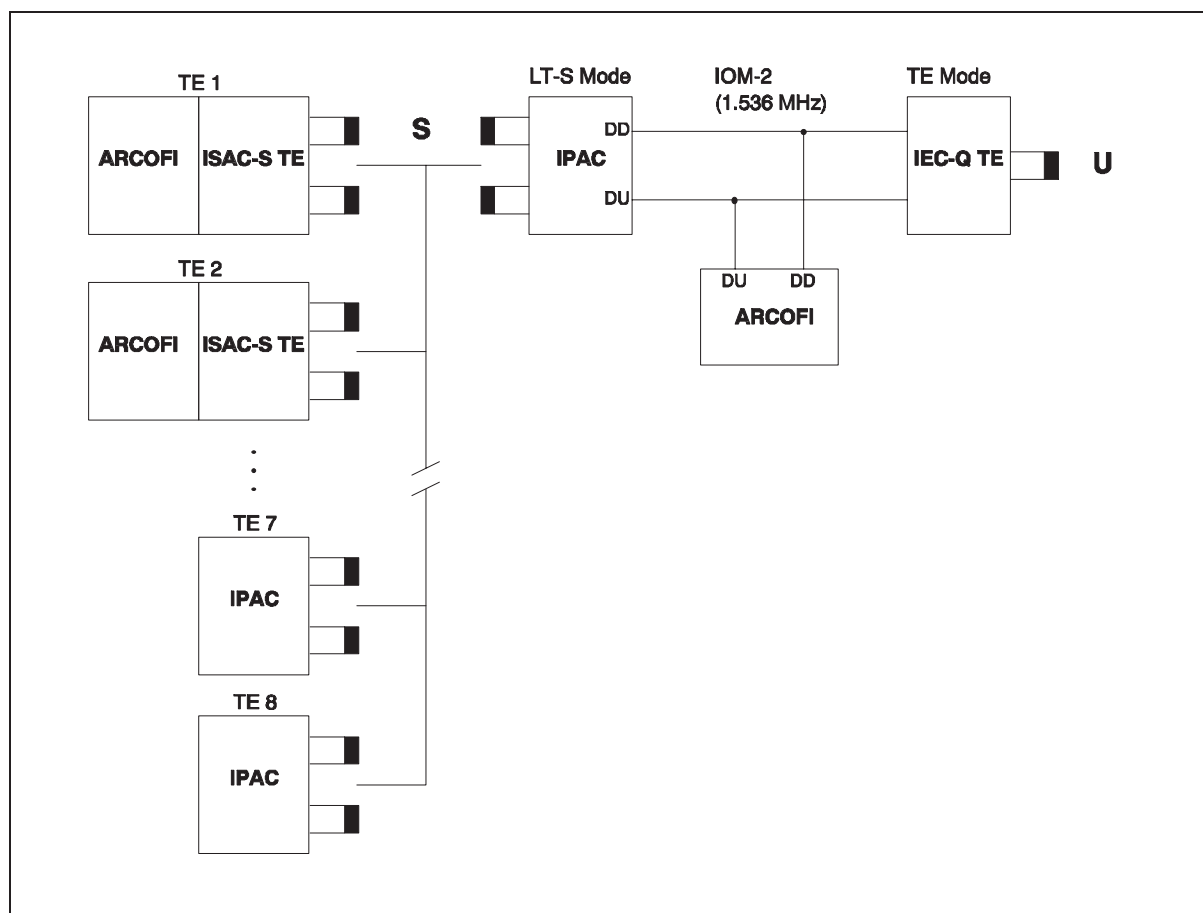 TE 1
ARCOFI
ISAC-S TE
S
LT-S Mode
DD
IPAC
DU
IOM-2
(1.536 MHz)
TE Mode
IEC-Q TE
U
DU
DD
ARCOFI
TE 2
ARCOFI
ISAC-S TE
TE 7
IPAC
TE 8
IPAC